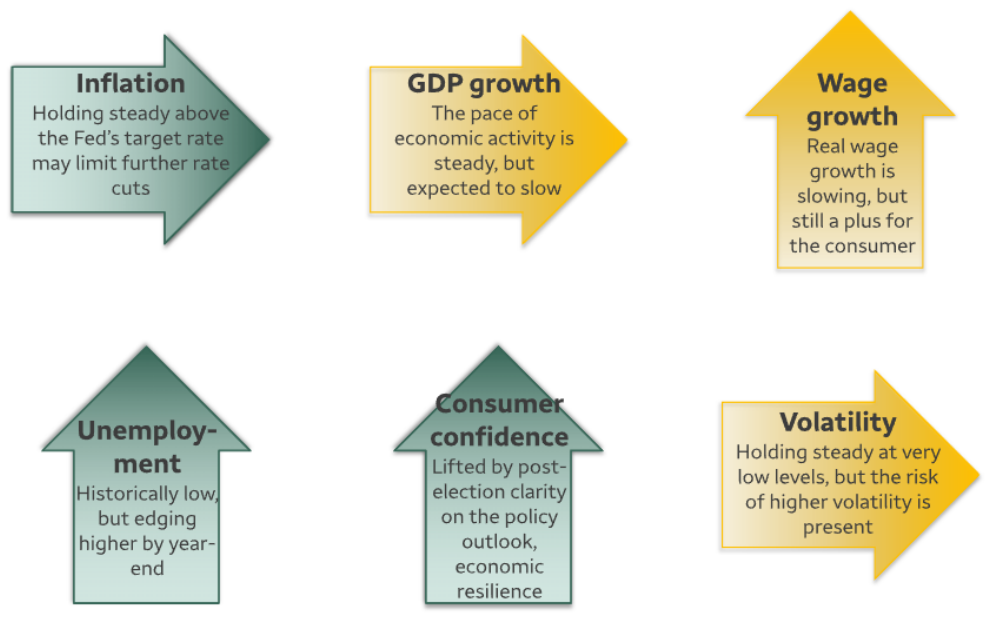 Inflation
Holding steady above
the Fed's target rate
may limit further rate
cuts
GDP growth
The pace of
economic activity is
steady, but
expected to slow
Wage
growth
Real wage
growth is
slowing, but
still a plus for
the consumer
Unemploy-
ment
Historically low,
but edging
higher by year-
end
Consumer
confidence
Lifted by post-
election clarity
on the policy
outlook,
economic
resilience
Volatility
Holding steady at very
low levels, but the risk
of higher volatility is
present